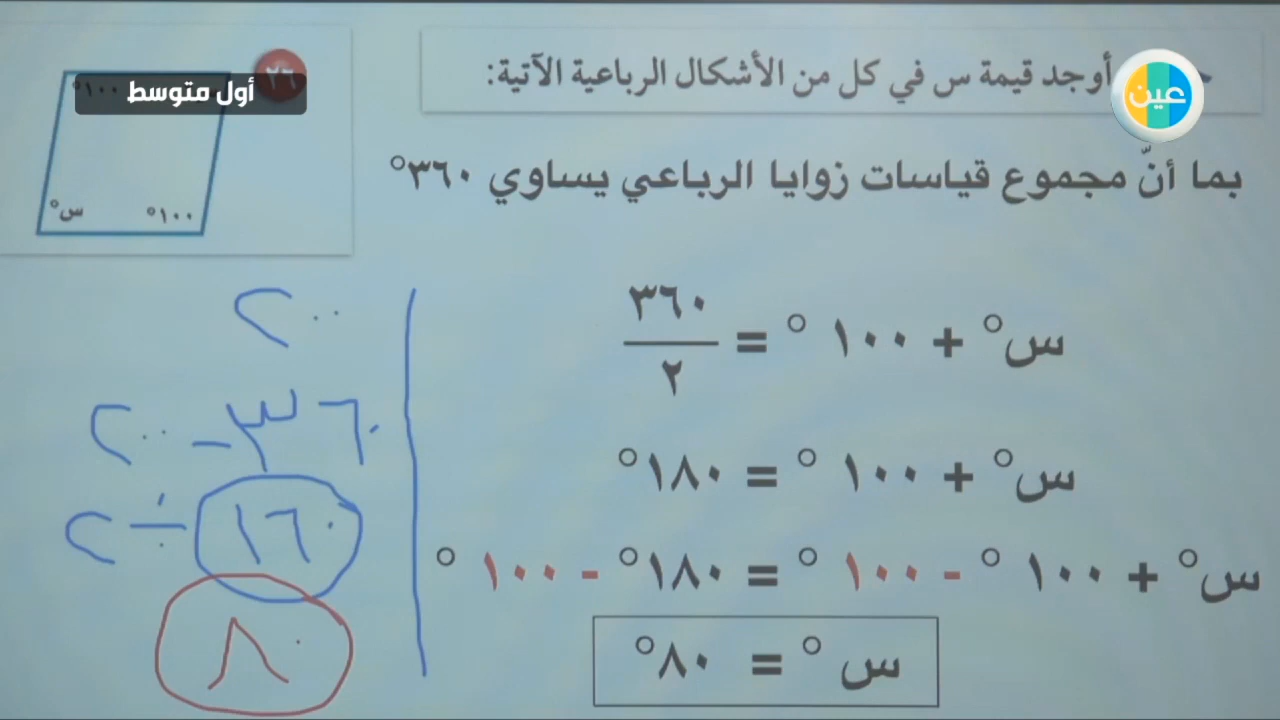 أوجد قيمة س في كل من الأشكال الرباعية الآتية:
عين
٢٦
أول متوسط
°١٠٠
س°
°١٠٠
بما أنّ مجموع قياسات زوايا الرباعي يساوي ٣٦٠°
س° + ١٠٠ ° = ٣٦٠/٢
س° + ١٠٠ ° = ١٨٠°
س° + ١٠٠ ° - ١٠٠ ° = ١٨٠° - ١٠٠ °
س ° = ٨٠°
٢٠٠
٣٦٠ - ٢٠٠
١٦٠ ÷ ٢
٨٠